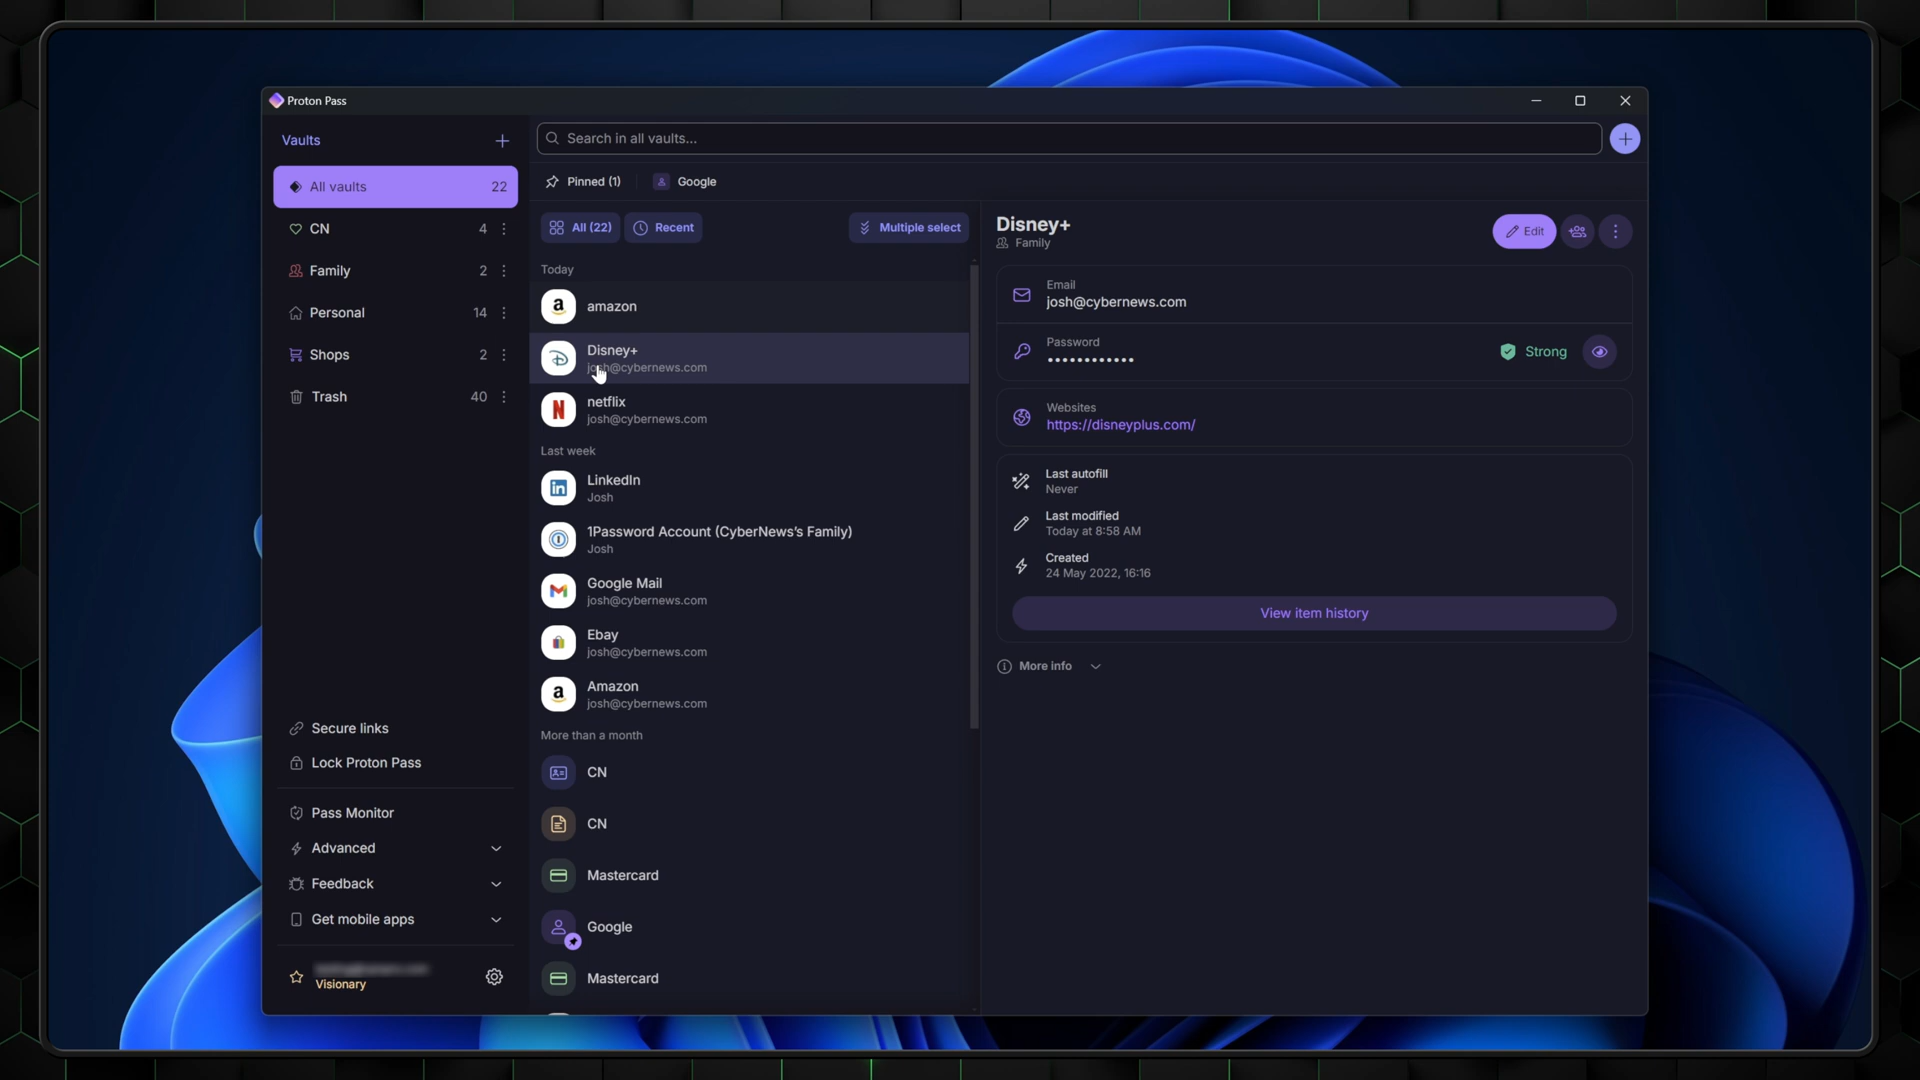 Proton Pass
Vaults
All vaults 22
CN 4
Family 2
Personal 14
Shops 2
Trash 40
Secure links
Lock Proton Pass
Pass Monitor
Advanced
Feedback
Get mobile apps
Visionary
Search in all vaults...
Pinned (1) Google
All (22) Recent Multiple select
Today
amazon
Disney+
josh@cybernews.com
netflix
josh@cybernews.com
Last week
LinkedIn
Josh
1Password Account (CyberNews's Family)
Josh
Google Mail
josh@cybernews.com
Ebay
josh@cybernews.com
Amazon
josh@cybernews.com
More than a month
CN
CN
Mastercard
Google
Mastercard
Disney+
Family
Edit
Email
josh@cybernews.com
Password
••••••••••••
Strong
Websites
https://disneyplus.com/
Last autofill
Never
Last modified
Today at 8:58 AM
Created
24 May 2022, 16:16
View item history
More info